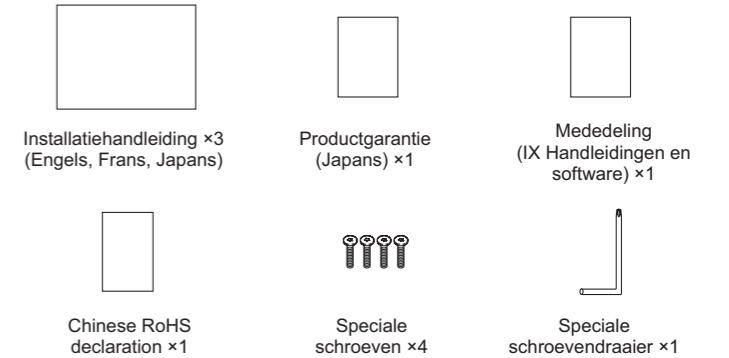 Installatiehandleiding ×3
(Engels, Frans, Japans)
Productgarantie
(Japans) ×1
Mededeling
(IX Handleidingen en
software) ×1
Chinese RoHS
declaration ×1
Speciale
schroeven ×4
Speciale
schroevendraaier ×1